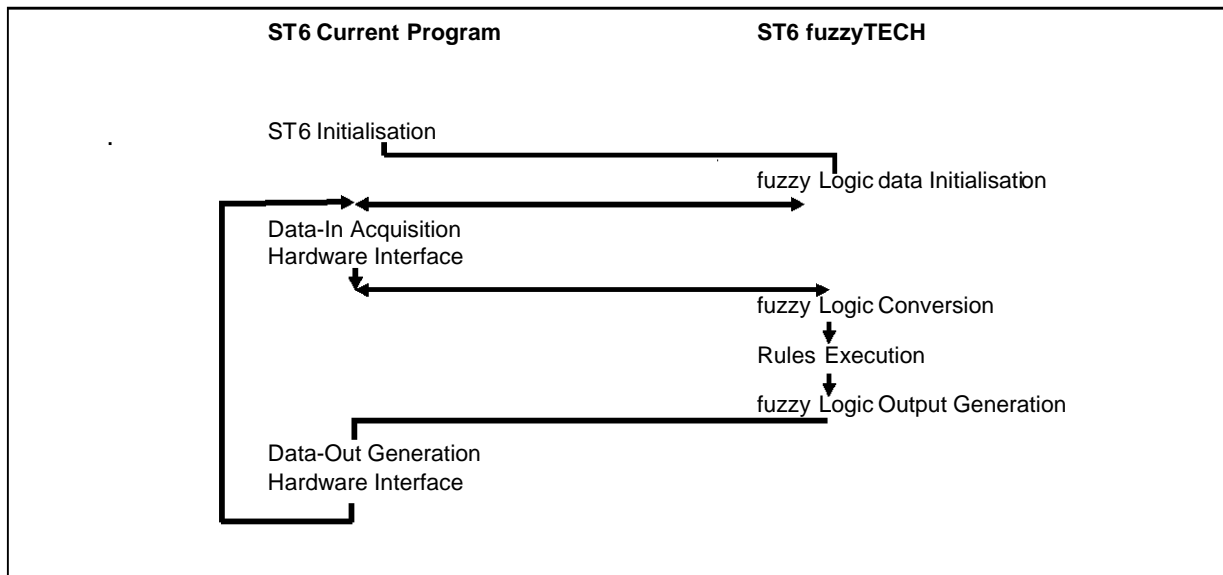 ST6 Current Program
ST6 fuzzyTECH
ST6 Initialisation
fuzzy Logic data Initialisation
Data-In Acquisition
Hardware Interface
fuzzy Logic Conversion
Rules Execution
fuzzy Logic Output Generation
Data-Out Generation
Hardware Interface